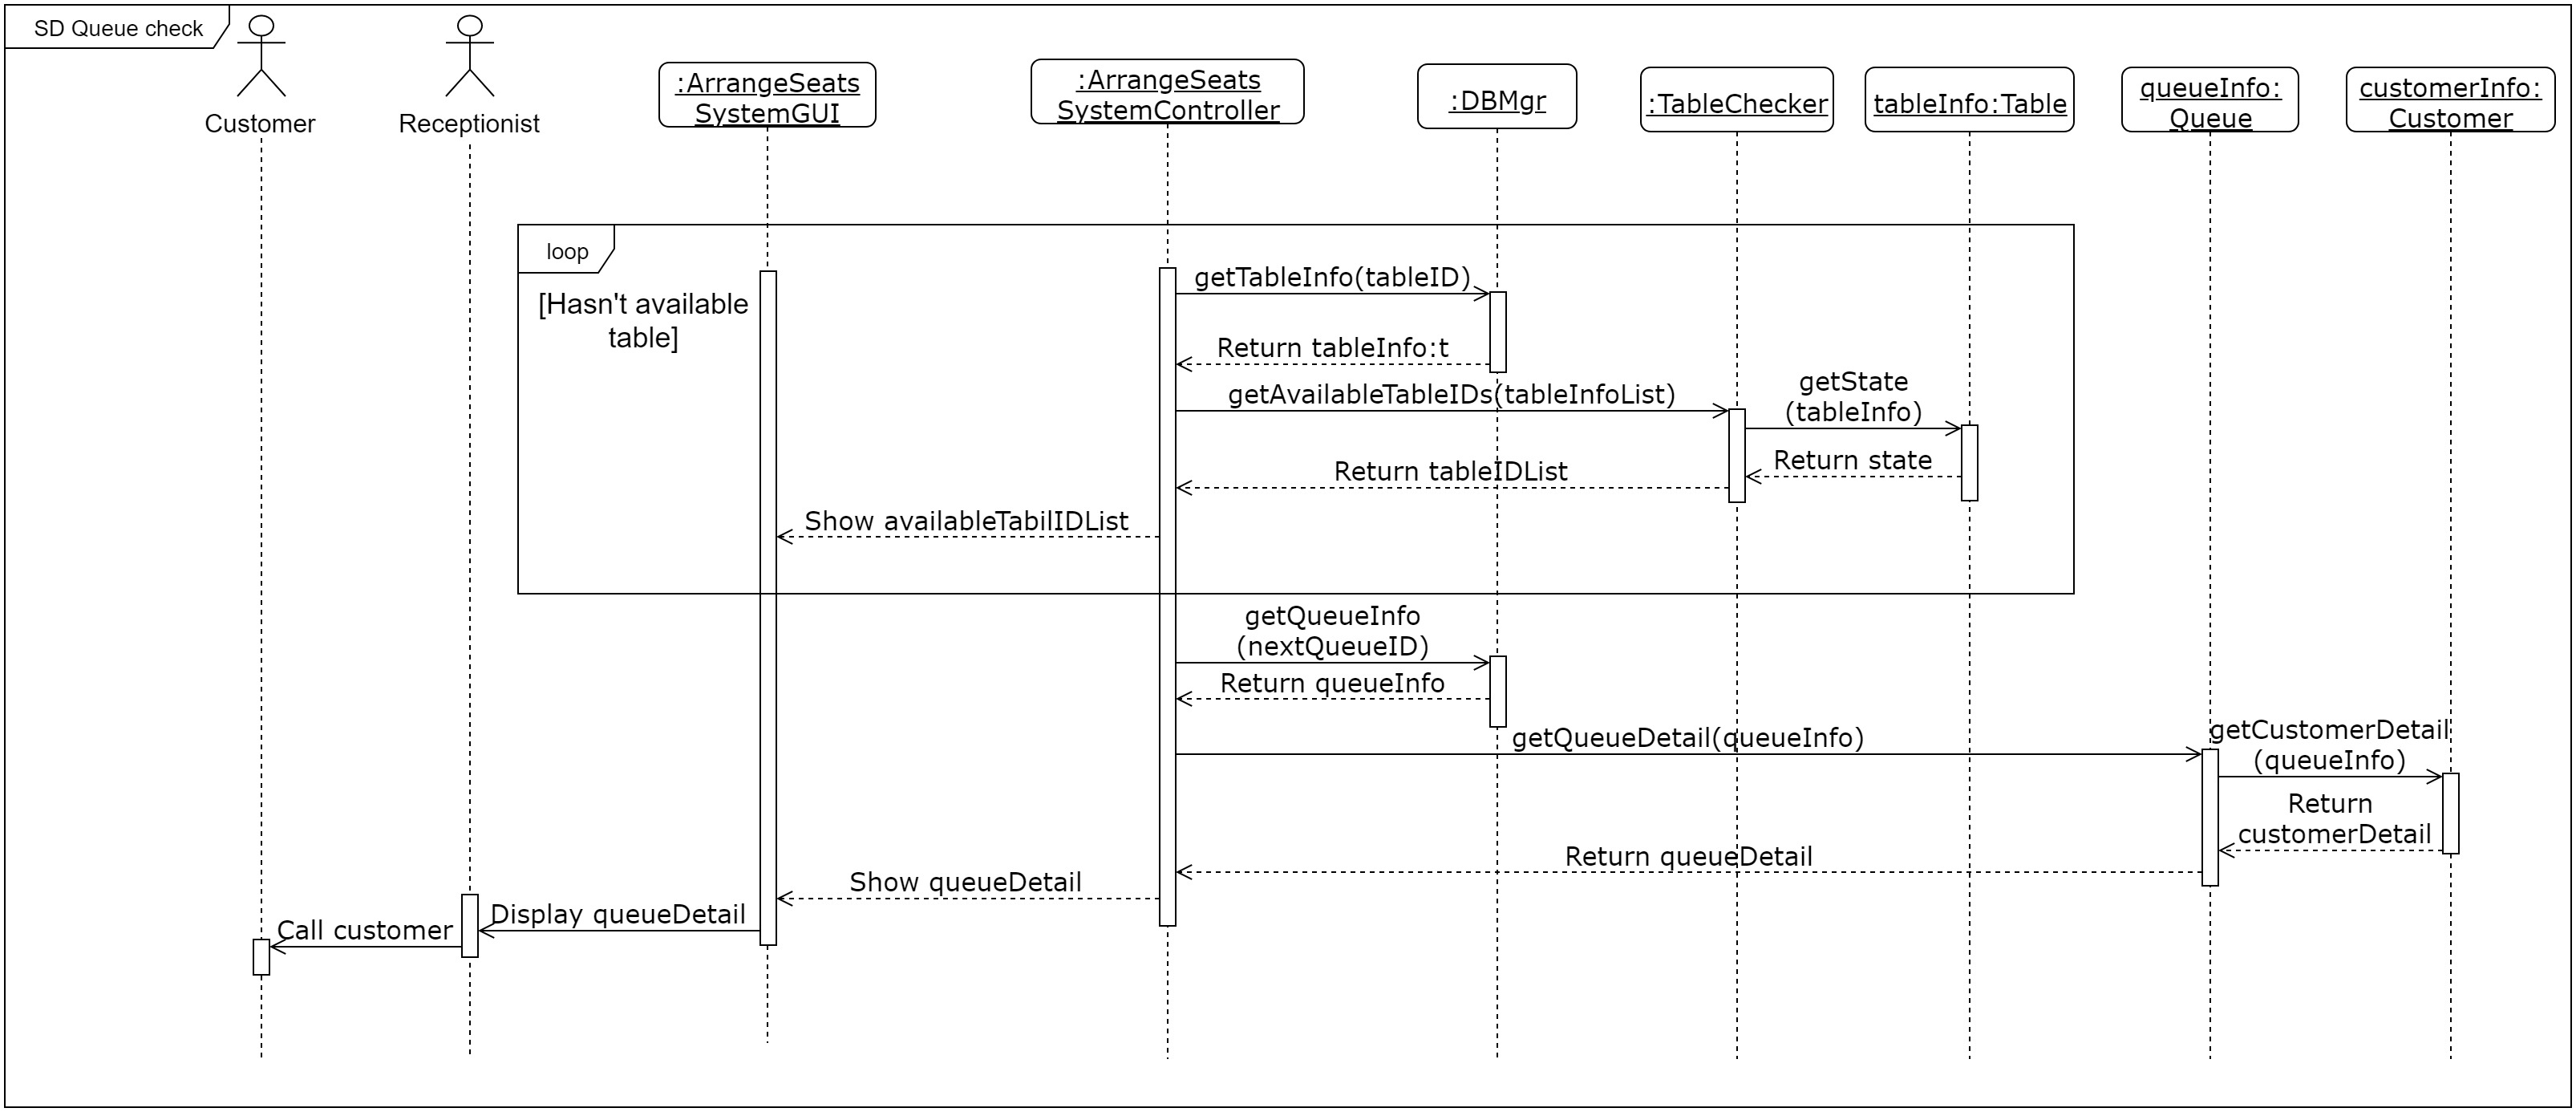 SD Queue check
Customer
Receptionist
:ArrangeSeats
SystemGUI
:ArrangeSeats
SystemController
:DBMgr
:TableChecker
tableInfo:Table
queueInfo:
Queue
customerInfo:
Customer
loop
[Hasn't available
table]
getTableInfo(tableID)
Return tableInfo:t
getAvailableTableIDs(tableInfoList)
getState
(tableInfo)
Return state
Return tableIDList
Show availableTabilIDList
getQueueInfo
(nextQueueID)
Return queueInfo
getQueueDetail(queueInfo)
getCustomerDetail
(queueInfo)
Return
customerDetail
Return queueDetail
Show queueDetail
Display queueDetail
Call customer